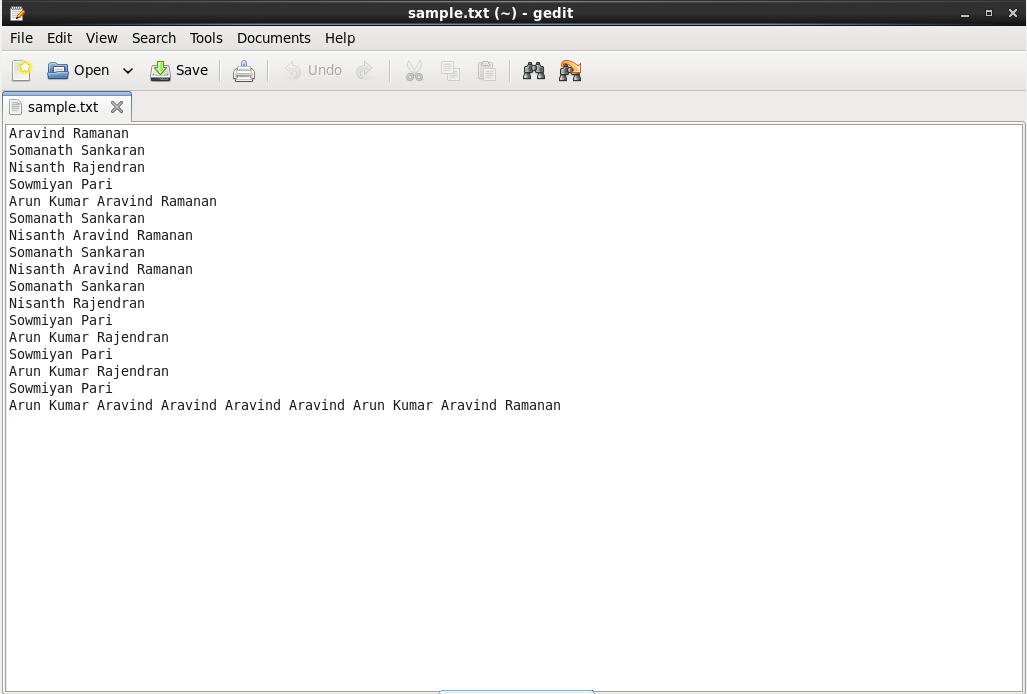 sample.txt (~) - gedit
File Edit View Search Tools Documents Help
Open Save Undo
sample.txt
Aravind Ramanan
Somanath Sankaran
Nisanth Rajendran
Sowmiyan Pari
Arun Kumar Aravind Ramanan
Somanath Sankaran
Nisanth Aravind Ramanan
Somanath Sankaran
Nisanth Aravind Ramanan
Somanath Sankaran
Nisanth Rajendran
Sowmiyan Pari
Arun Kumar Rajendran
Sowmiyan Pari
Arun Kumar Rajendran
Sowmiyan Pari
Arun Kumar Aravind Aravind Aravind Aravind Arun Kumar Aravind Ramanan